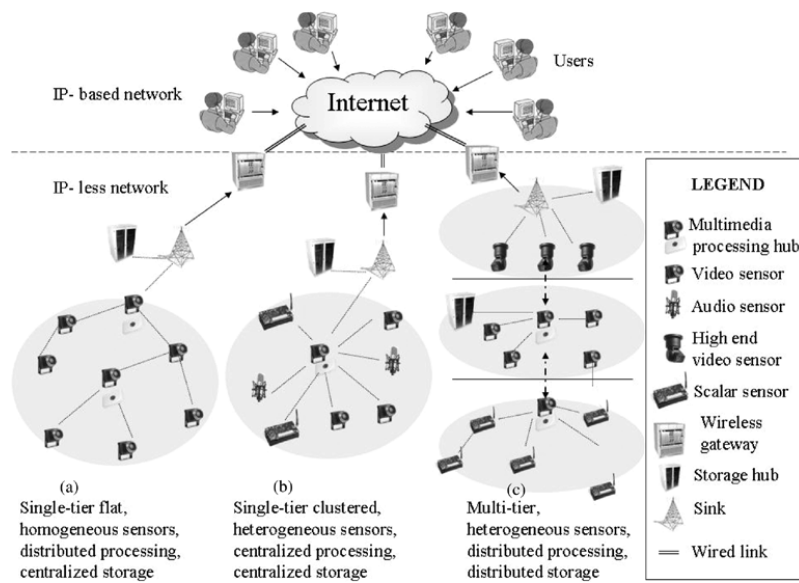 Users
IP- based network
Internet
IP- less network
LEGEND
Multimedia
processing hub
Video sensor
Audio sensor
High end
video sensor
Scalar sensor
Wireless
gateway
Storage hub
Sink
Wired link
(a)
Single-tier flat,
homogeneous sensors,
distributed processing,
centralized storage
(b)
Single-tier clustered,
heterogeneous sensors,
centralized processing,
centralized storage
(c)
Multi-tier,
heterogeneous sensors,
distributed processing,
distributed storage